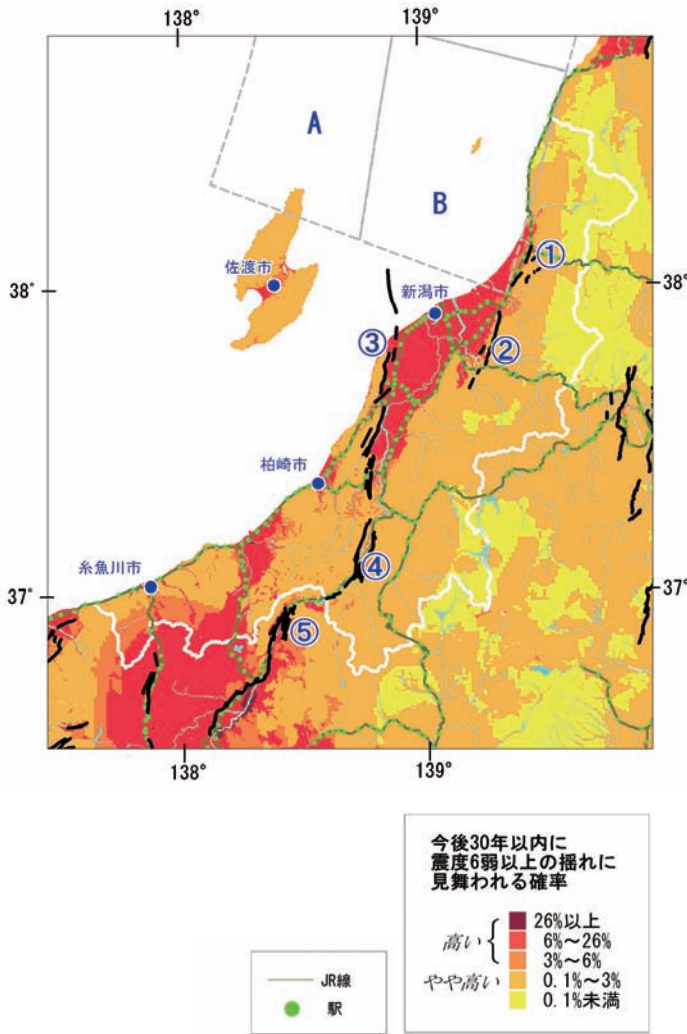 138°
139°
A
B
①
佐渡市
38°
新潟市
38°
③
②
柏崎市
④
糸魚川市
37°
37°
⑤
138°
139°
今後30年以内に
震度6弱以上の揺れに
見舞われる確率
26%以上
高い
6%～26%
3%～6%
やや高い
0.1%～3%
0.1%未満
JR線
駅